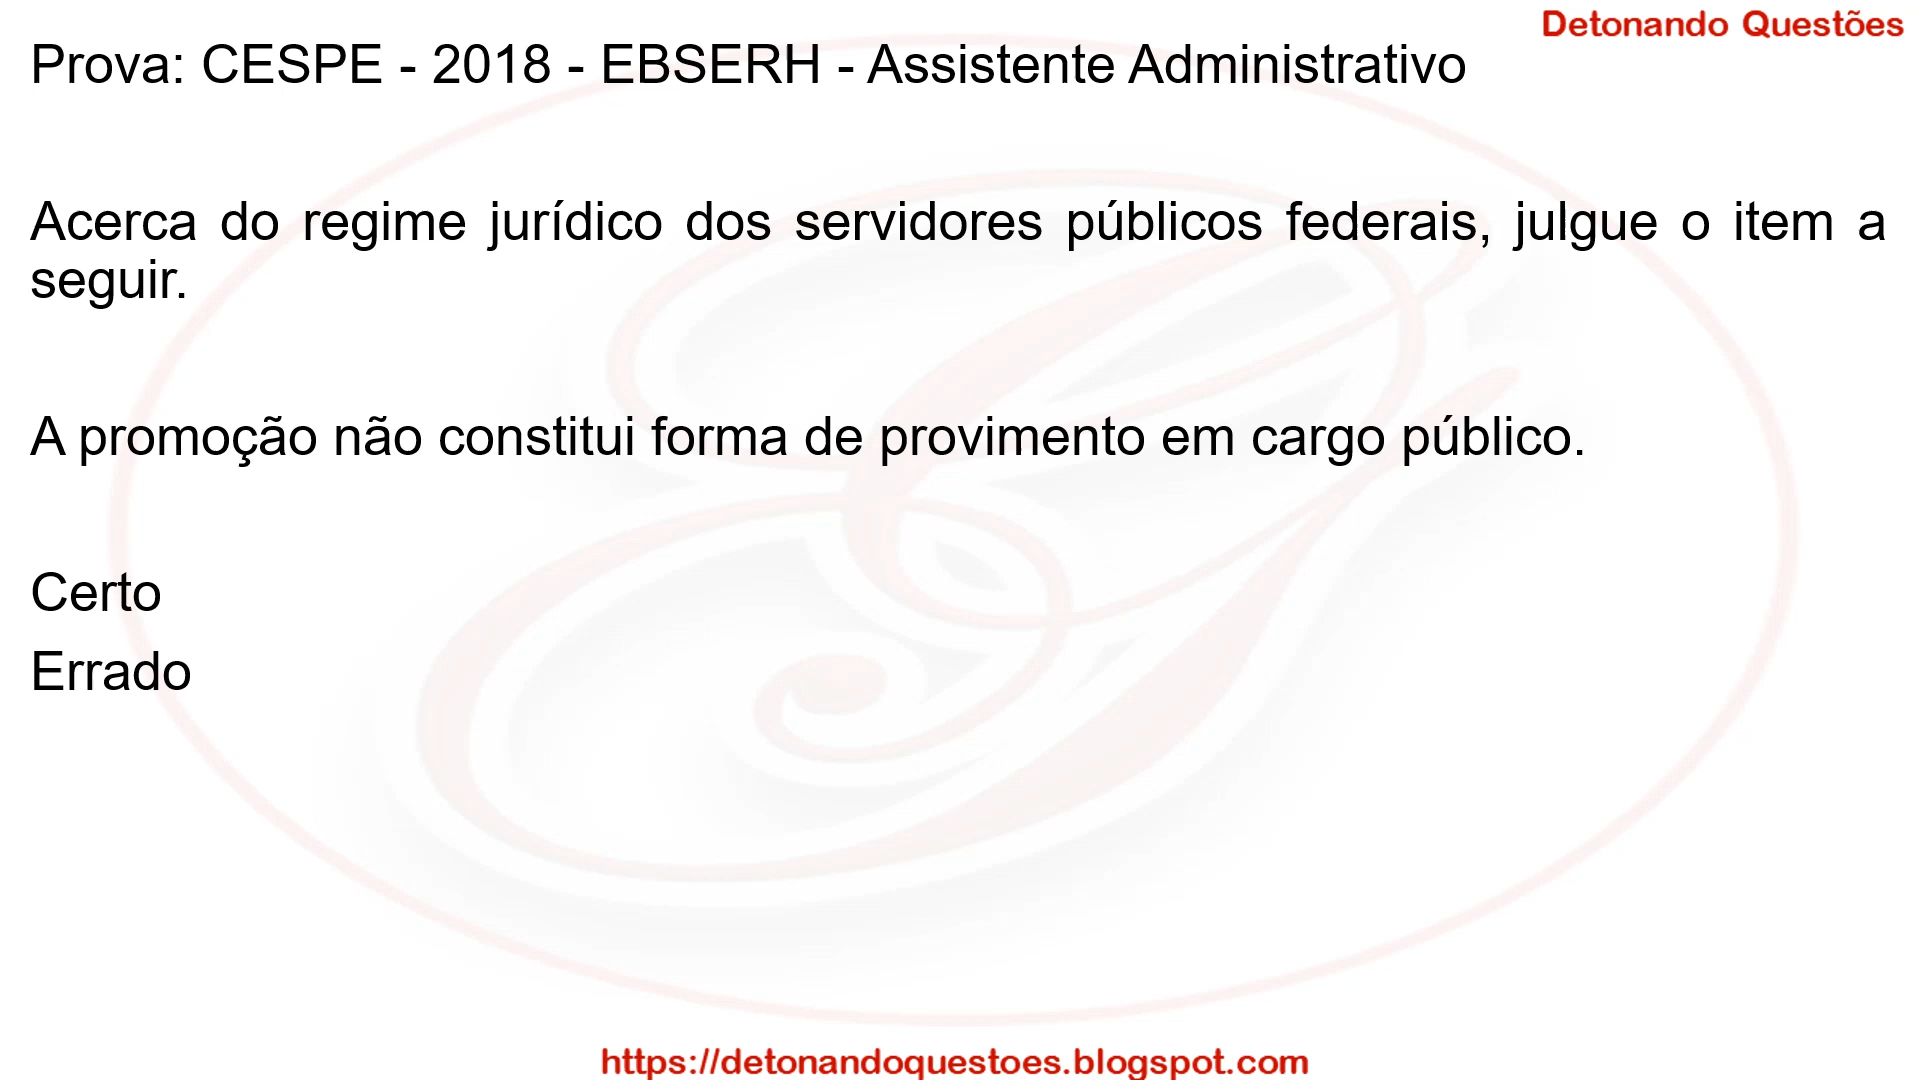 Detonando Questões
Prova: CESPE - 2018 - EBSERH - Assistente Administrativo
Acerca do regime jurídico dos servidores públicos federais, julgue o item a
seguir.
A promoção não constitui forma de provimento em cargo público.
Certo
Errado
https://detonandoquestoes.blogspot.com